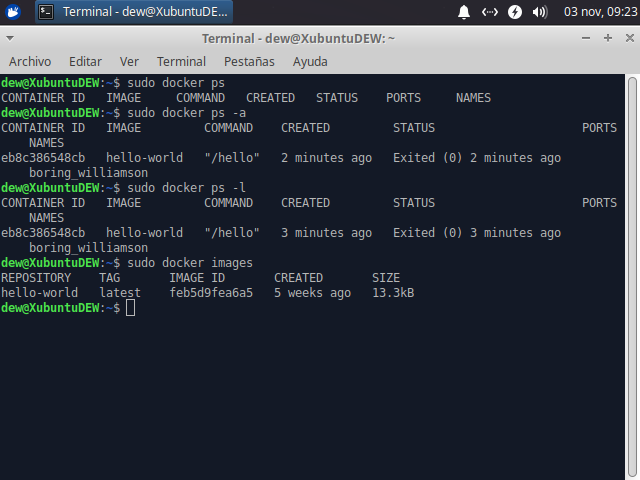 Terminal - dew@XubuntuDE... 03 nov, 09:23
Terminal - dew@XubuntuDEW: ~
Archivo Editar Ver Terminal Pestañas Ayuda
dew@XubuntuDEW:~$ sudo docker ps
CONTAINER ID   IMAGE     COMMAND   CREATED   STATUS    PORTS     NAMES
dew@XubuntuDEW:~$ sudo docker ps -a
CONTAINER ID   IMAGE         COMMAND    CREATED         STATUS                     PORTS
    NAMES
eb8c386548cb   hello-world   "/hello"   2 minutes ago   Exited (0) 2 minutes ago
    boring_williamson
dew@XubuntuDEW:~$ sudo docker ps -l
CONTAINER ID   IMAGE         COMMAND    CREATED         STATUS                     PORTS
    NAMES
eb8c386548cb   hello-world   "/hello"   3 minutes ago   Exited (0) 3 minutes ago
    boring_williamson
dew@XubuntuDEW:~$ sudo docker images
REPOSITORY    TAG       IMAGE ID       CREATED       SIZE
hello-world   latest    feb5d9fea6a5   5 weeks ago   13.3kB
dew@XubuntuDEW:~$